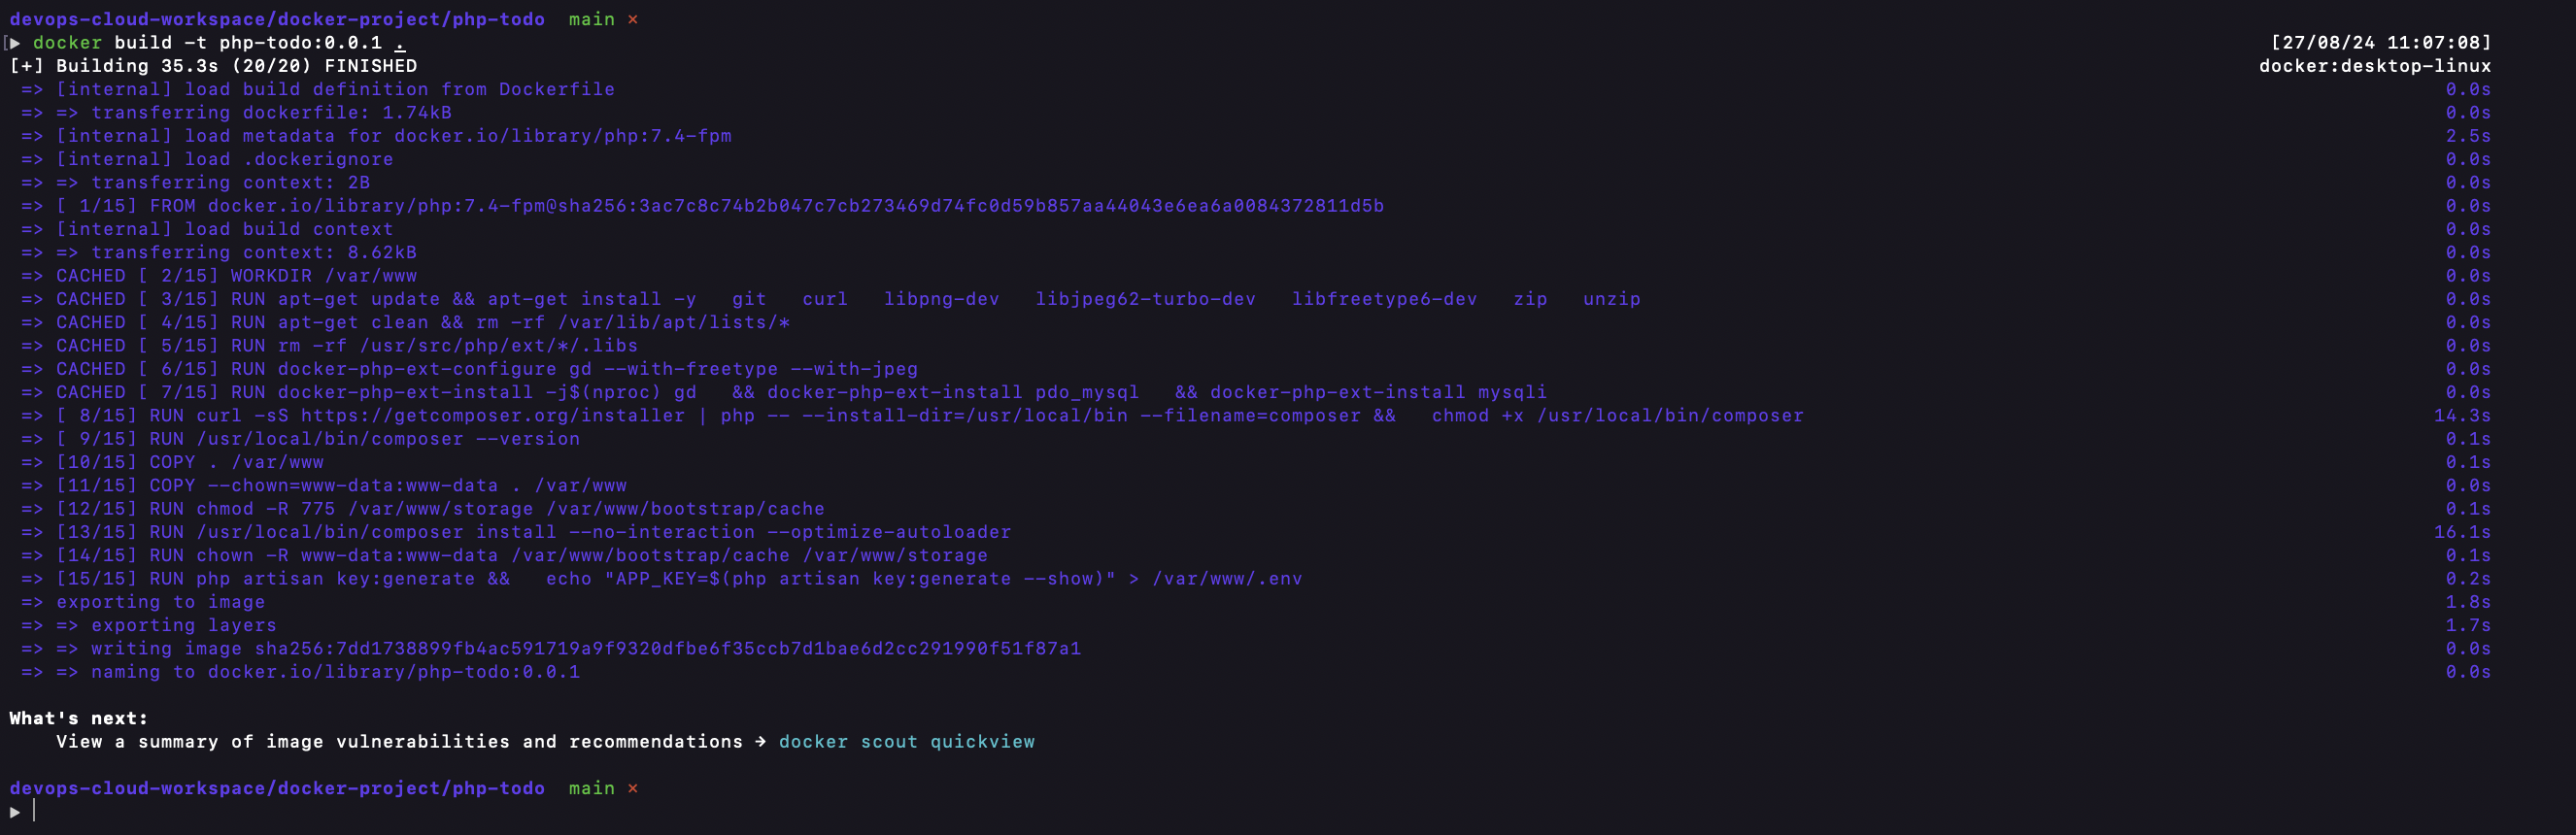 devops-cloud-workspace/docker-project/php-todo main ×
▶ docker build -t php-todo:0.0.1 . [27/08/24 11:07:08]
[+] Building 35.3s (20/20) FINISHED docker:desktop-linux
=> [internal] load build definition from Dockerfile 0.0s
=> => transferring dockerfile: 1.74kB 0.0s
=> [internal] load metadata for docker.io/library/php:7.4-fpm 2.5s
=> [internal] load .dockerignore 0.0s
=> => transferring context: 2B 0.0s
=> [ 1/15] FROM docker.io/library/php:7.4-fpm@sha256:3ac7c8c74b2b047c7cb273469d74fc0d59b857aa44043e6ea6a0084372811d5b 0.0s
=> [internal] load build context 0.0s
=> => transferring context: 8.62kB 0.0s
=> CACHED [ 2/15] WORKDIR /var/www 0.0s
=> CACHED [ 3/15] RUN apt-get update && apt-get install -y   git   curl   libpng-dev   libjpeg62-turbo-dev   libfreetype6-dev   zip   unzip 0.0s
=> CACHED [ 4/15] RUN apt-get clean && rm -rf /var/lib/apt/lists/* 0.0s
=> CACHED [ 5/15] RUN rm -rf /usr/src/php/ext/*/.libs 0.0s
=> CACHED [ 6/15] RUN docker-php-ext-configure gd --with-freetype --with-jpeg 0.0s
=> CACHED [ 7/15] RUN docker-php-ext-install -j$(nproc) gd   && docker-php-ext-install pdo_mysql   && docker-php-ext-install mysqli 0.0s
=> [ 8/15] RUN curl -sS https://getcomposer.org/installer | php -- --install-dir=/usr/local/bin --filename=composer &&   chmod +x /usr/local/bin/composer 14.3s
=> [ 9/15] RUN /usr/local/bin/composer --version 0.1s
=> [10/15] COPY . /var/www 0.1s
=> [11/15] COPY --chown=www-data:www-data . /var/www 0.0s
=> [12/15] RUN chmod -R 775 /var/www/storage /var/www/bootstrap/cache 0.1s
=> [13/15] RUN /usr/local/bin/composer install --no-interaction --optimize-autoloader 16.1s
=> [14/15] RUN chown -R www-data:www-data /var/www/bootstrap/cache /var/www/storage 0.1s
=> [15/15] RUN php artisan key:generate &&   echo "APP_KEY=$(php artisan key:generate --show)" > /var/www/.env 0.2s
=> exporting to image 1.8s
=> => exporting layers 1.7s
=> => writing image sha256:7dd1738899fb4ac591719a9f9320dfbe6f35ccb7d1bae6d2cc291990f51f87a1 0.0s
=> => naming to docker.io/library/php-todo:0.0.1 0.0s
What's next:
View a summary of image vulnerabilities and recommendations → docker scout quickview
devops-cloud-workspace/docker-project/php-todo main ×
▶